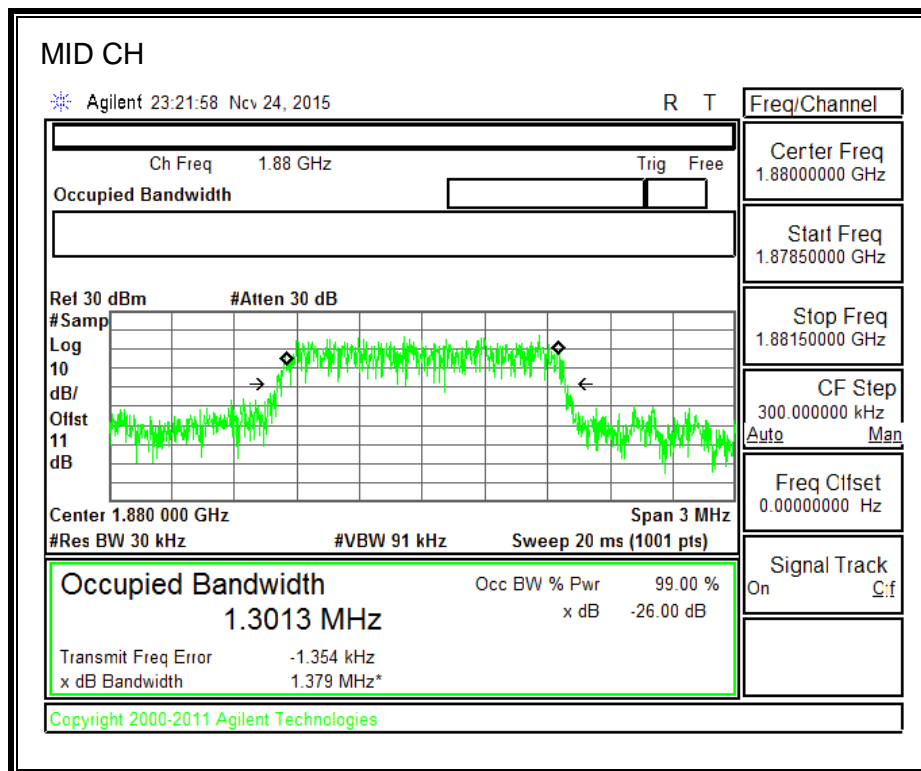 MID CH
Agilent 23:21:58 Nov 24, 2015 R T
Freq/Channel
Ch Freq 1.88 GHz Trig Free
Occupied Bandwidth
Center Freq
1.88000000 GHz
Start Freq
1.87850000 GHz
Stop Freq
1.88150000 GHz
CF Step
300.000000 kHz
Auto Man
Freq Offset
0.00000000 Hz
Signal Track
On Off
Ref 30 dBm #Atten 30 dB
#Samp
Log
10
dB/
Offst
11
dB
Center 1.880 000 GHz Span 3 MHz
#Res BW 30 kHz #VBW 91 kHz Sweep 20 ms (1001 pts)
Occupied Bandwidth
1.3013 MHz
Occ BW % Pwr 99.00 %
x dB -26.00 dB
Transmit Freq Error -1.354 kHz
x dB Bandwidth 1.379 MHz*
Copyright 2000-2011 Agilent Technologies